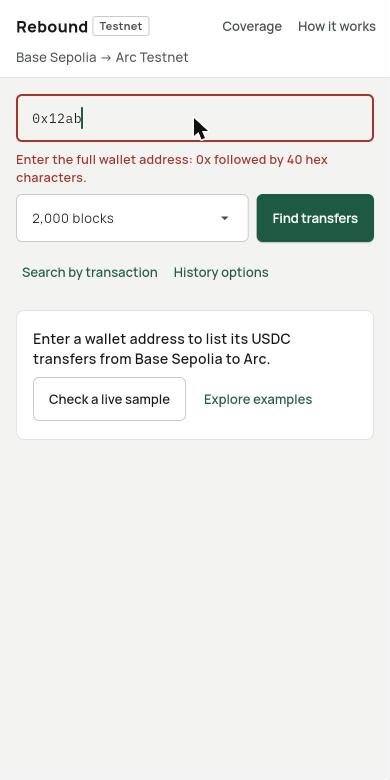 Rebound Testnet Coverage How it works
Base Sepolia → Arc Testnet
0x12ab
Enter the full wallet address: 0x followed by 40 hex
characters.
2,000 blocks Find transfers
Search by transaction History options
Enter a wallet address to list its USDC
transfers from Base Sepolia to Arc.
Check a live sample Explore examples